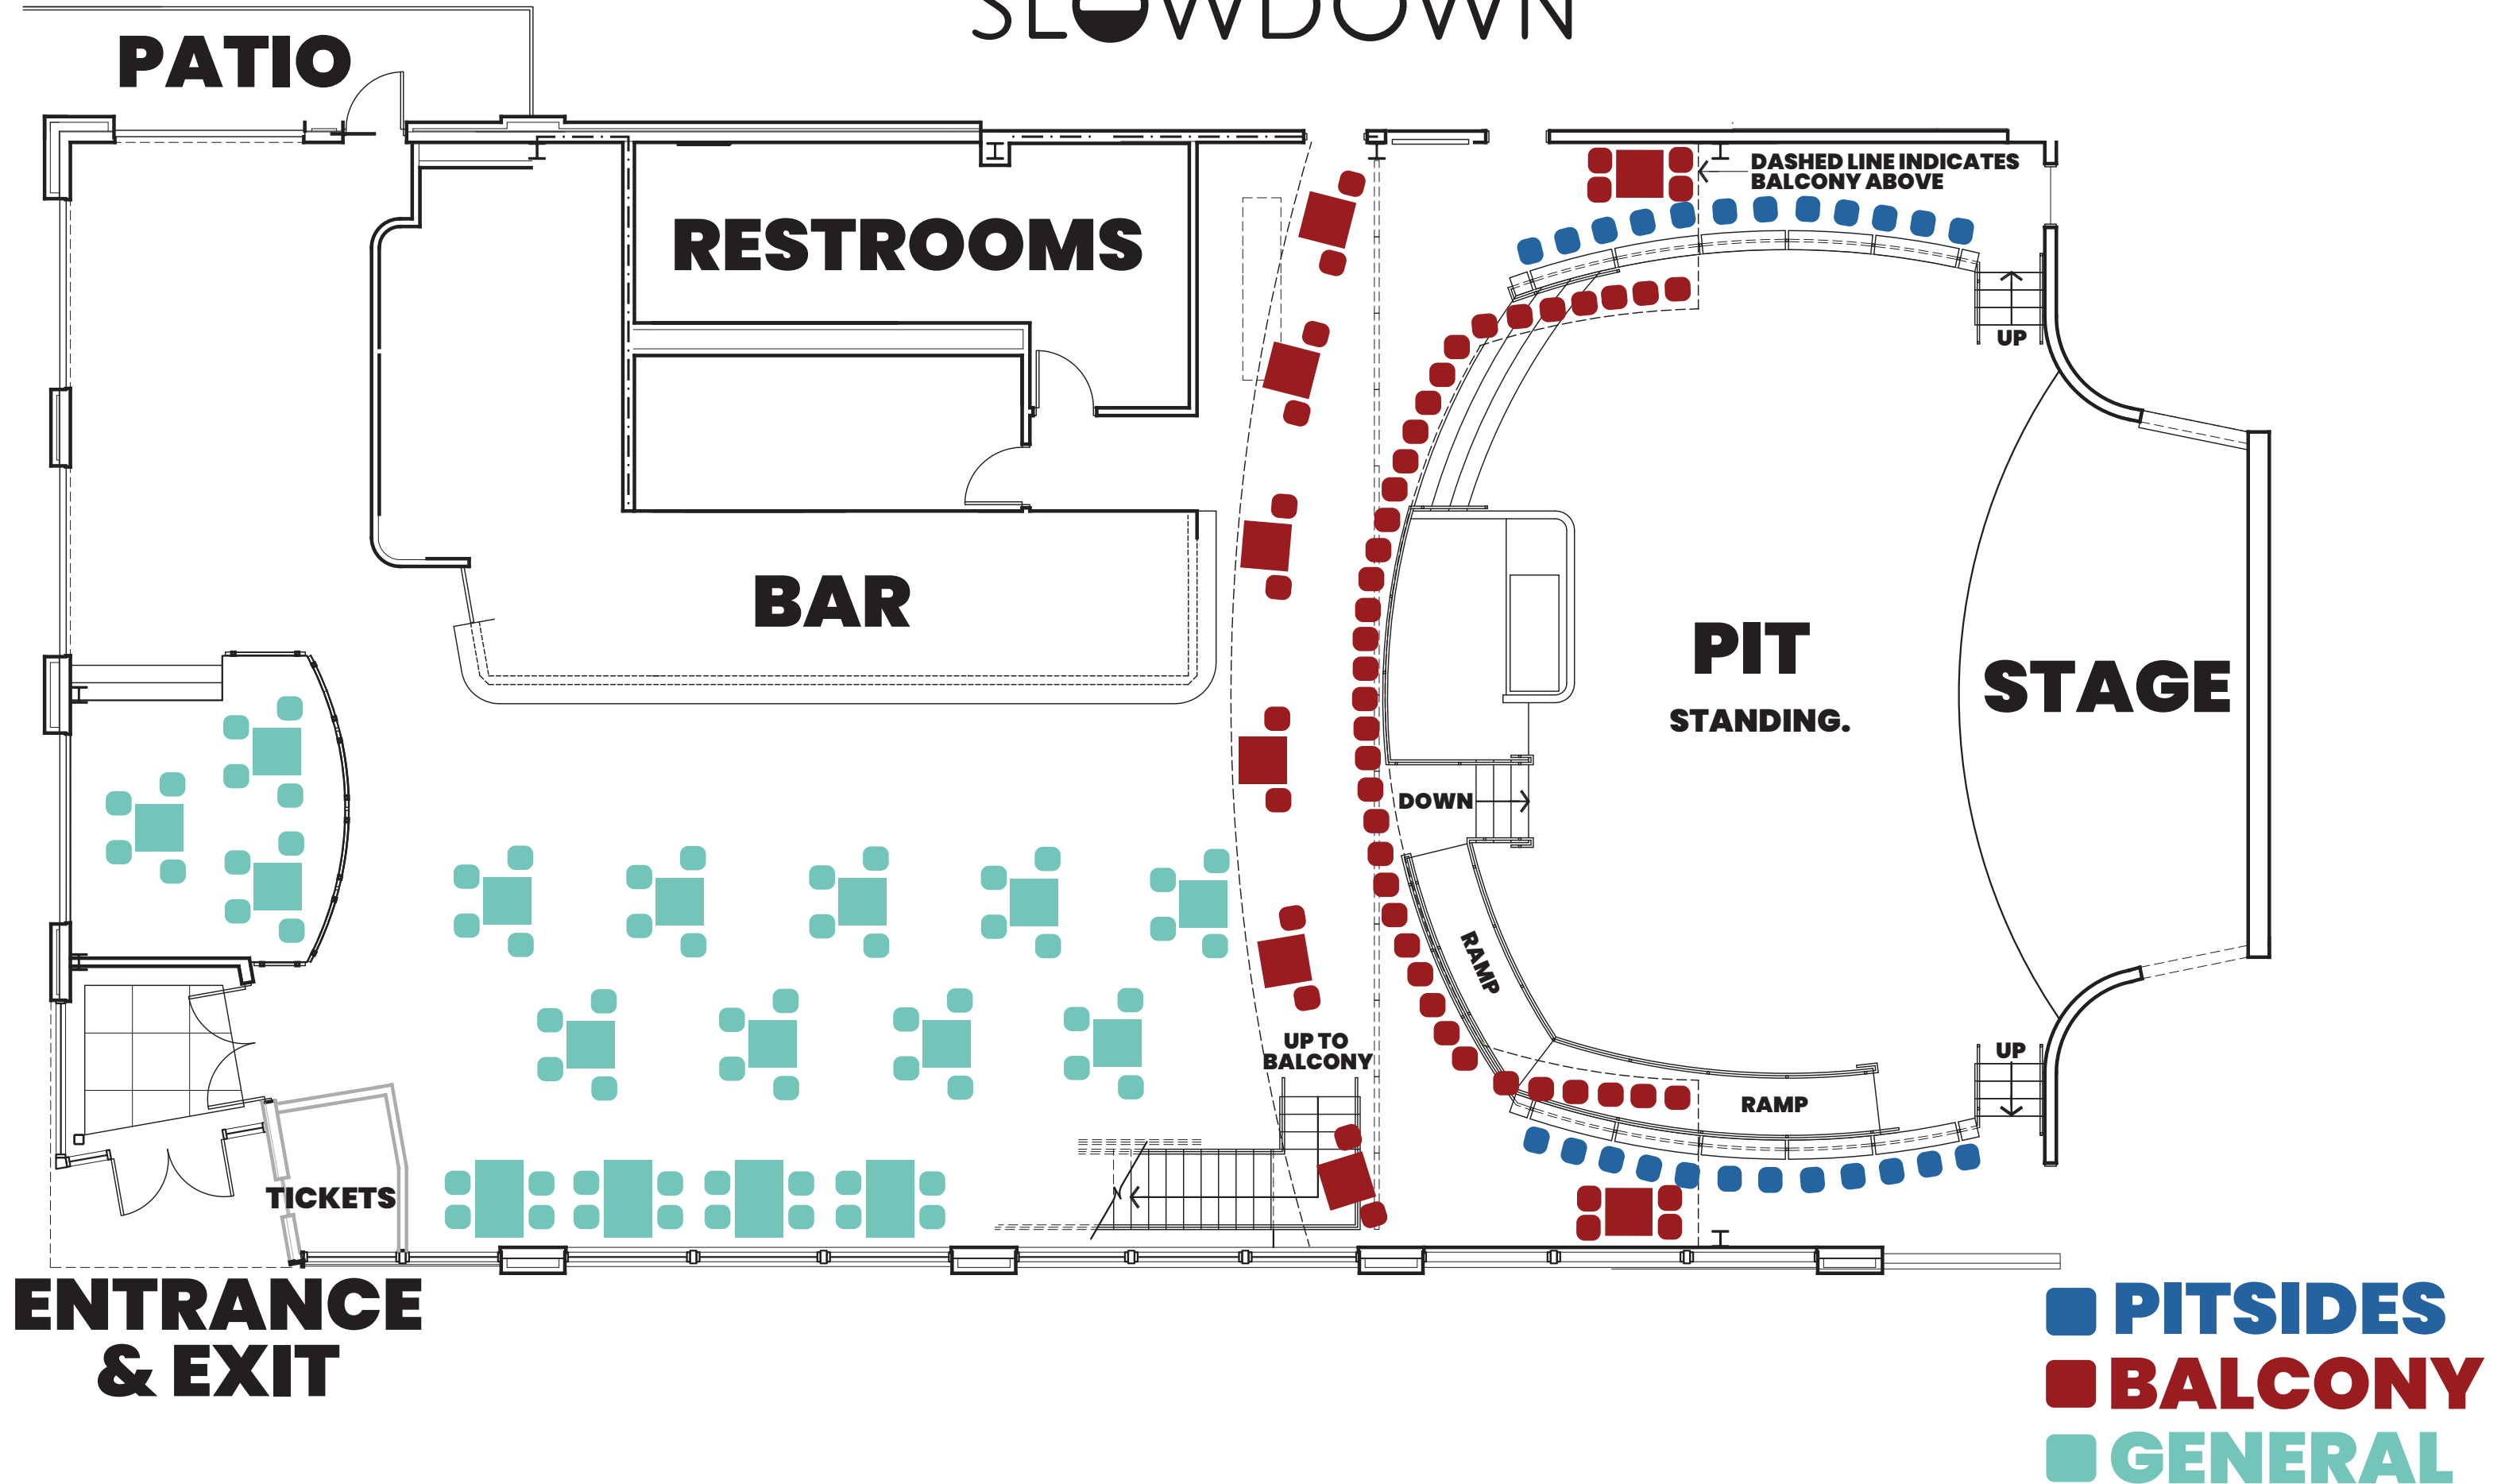 SLOWDOWN
PATIO
DASHED LINE INDICATES
BALCONY ABOVE
RESTROOMS
UP
BAR
PIT
STANDING.
STAGE
DOWN
RAMP
UP TO
BALCONY
UP
RAMP
TICKETS
ENTRANCE
& EXIT
PITSIDES
BALCONY
GENERAL